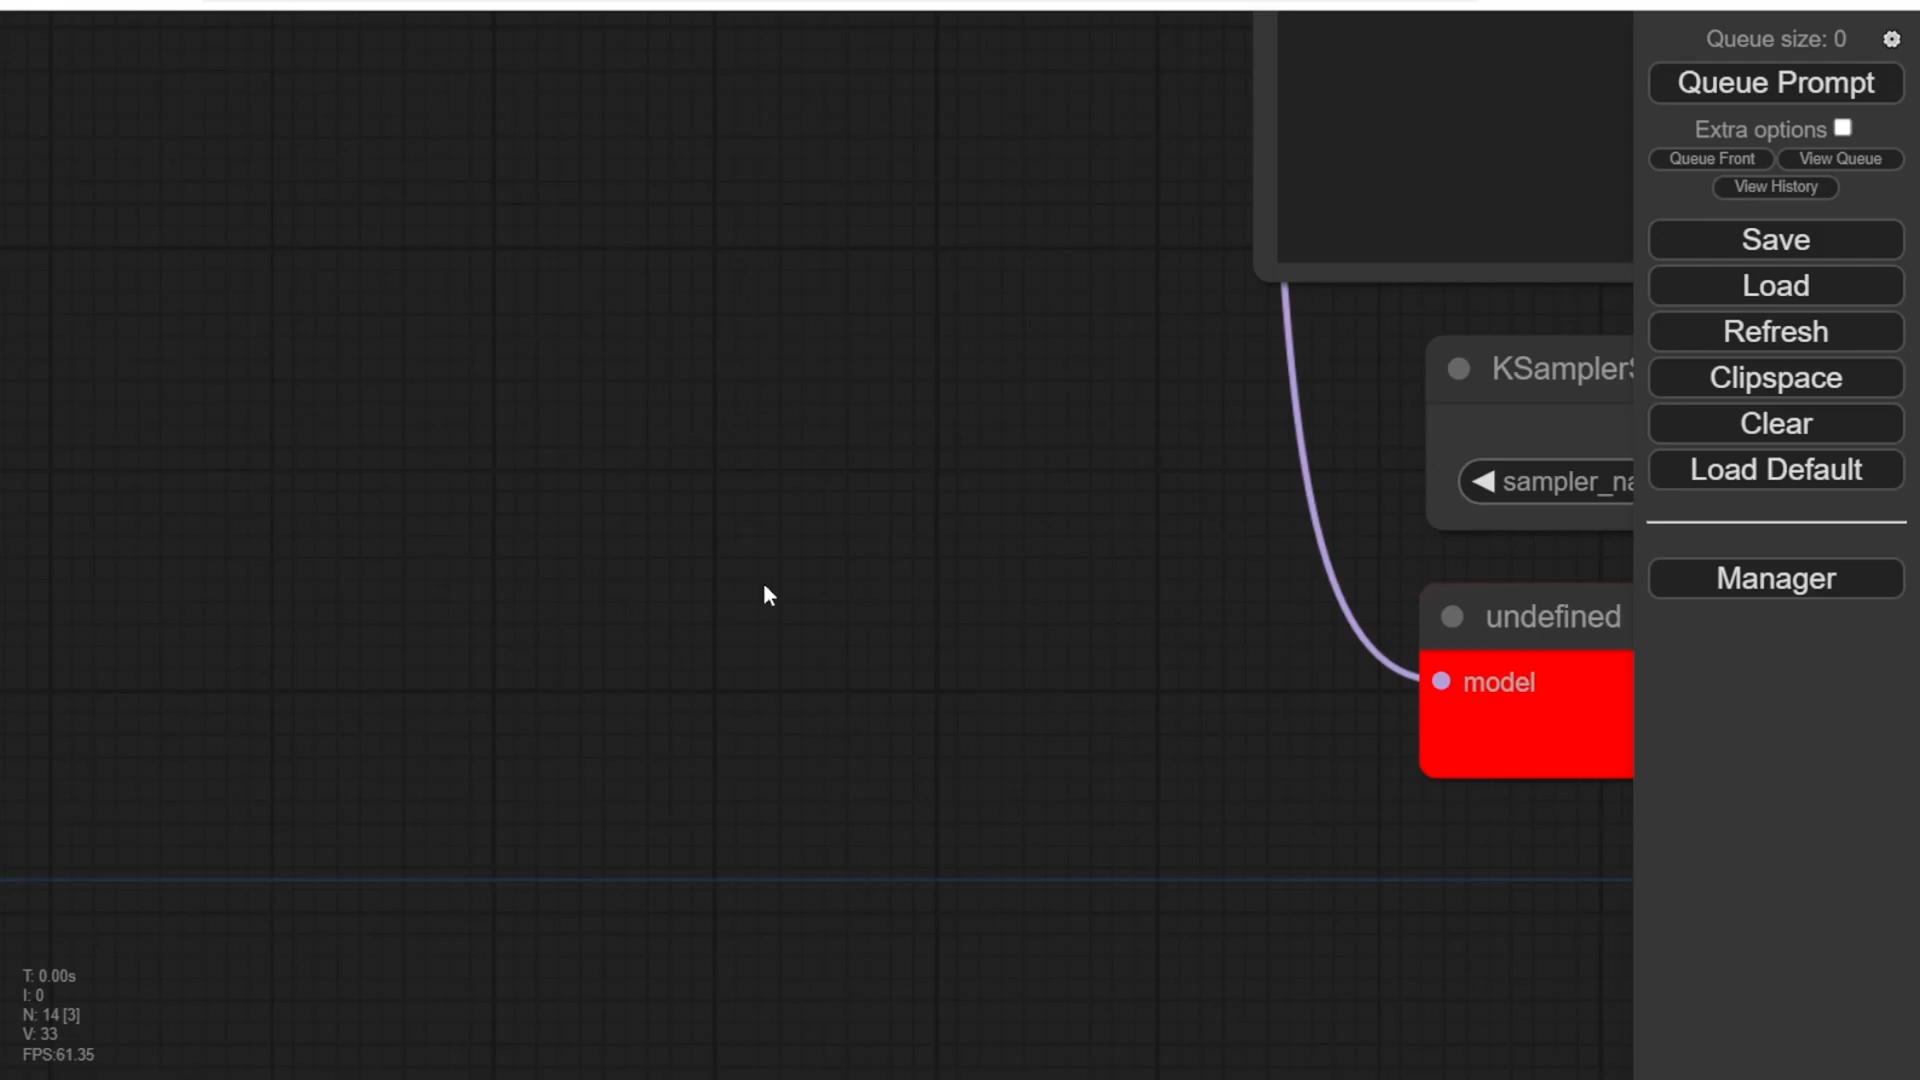 Queue size: 0
Queue Prompt
Extra options
Queue Front
View Queue
View History
Save
Load
Refresh
Clipspace
Clear
Load Default
Manager
KSamplerS
sampler_na
undefined
model
T: 0.00s
I: 0
N: 14 [3]
V: 33
FPS:61.35